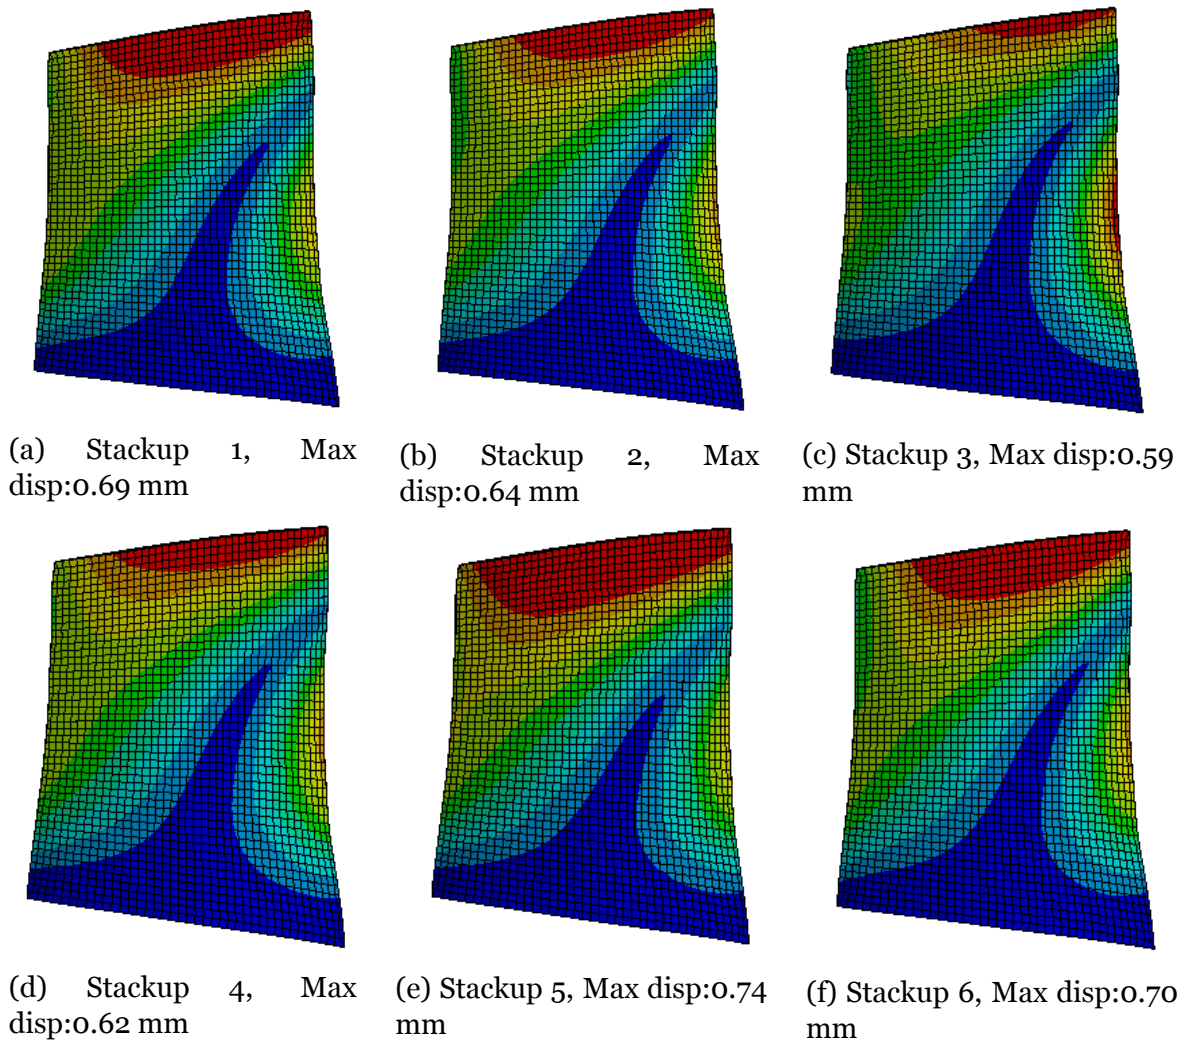 (a) Stackup 1, Max
disp:0.69 mm
(b) Stackup 2, Max
disp:0.64 mm
(c) Stackup 3, Max disp:0.59
mm
(d) Stackup 4, Max
disp:0.62 mm
(e) Stackup 5, Max disp:0.74
mm
(f) Stackup 6, Max disp:0.70
mm